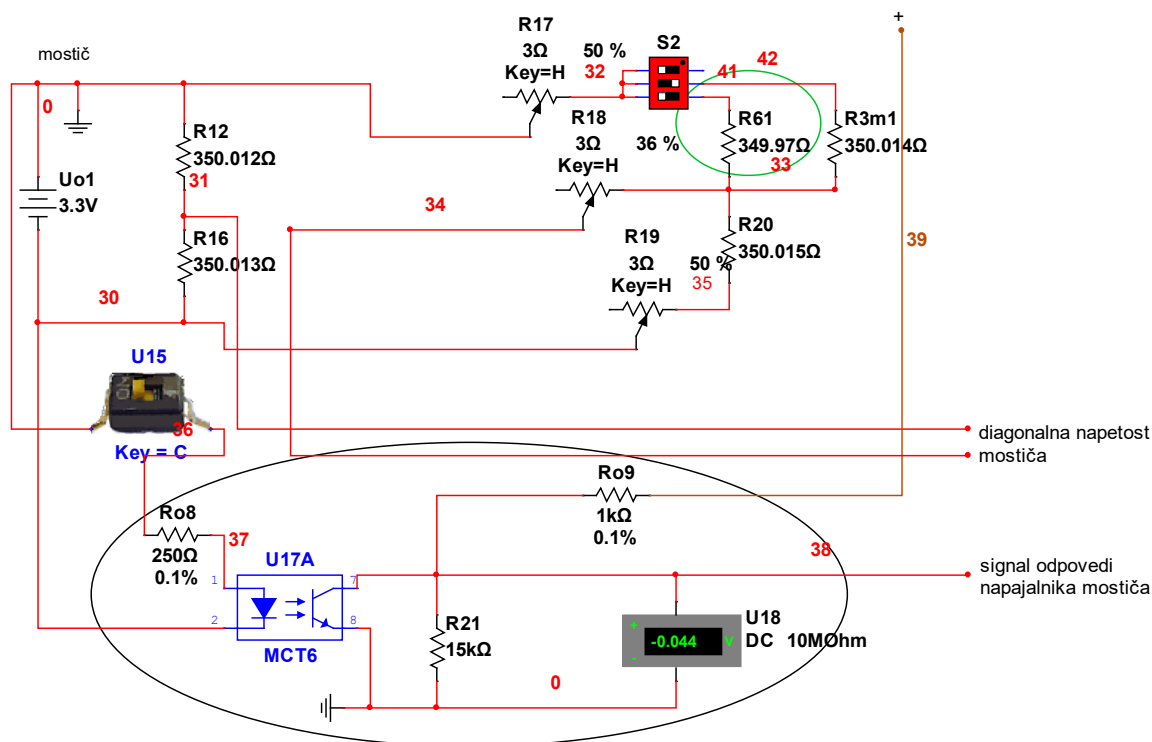 +
mostič
R17
3Ω
Key=H
50 %
32
S2
41
42
0
R12
350.012Ω
31
R18
3Ω
Key=H
36 %
R61
349.97Ω
33
R3m1
350.014Ω
Uo1
3.3V
34
R16
350.013Ω
R19
3Ω
Key=H
50 %
35
R20
350.015Ω
39
30
U15
36
Key = C
diagonalna napetost
mostiča
Ro8
250Ω
0.1%
37
U17A
1
2
7
8
MCT6
Ro9
1kΩ
0.1%
38
signal odpovedi
napajalnika mostiča
R21
15kΩ
U18
DC 10MOhm
+
-
-0.044
V
0